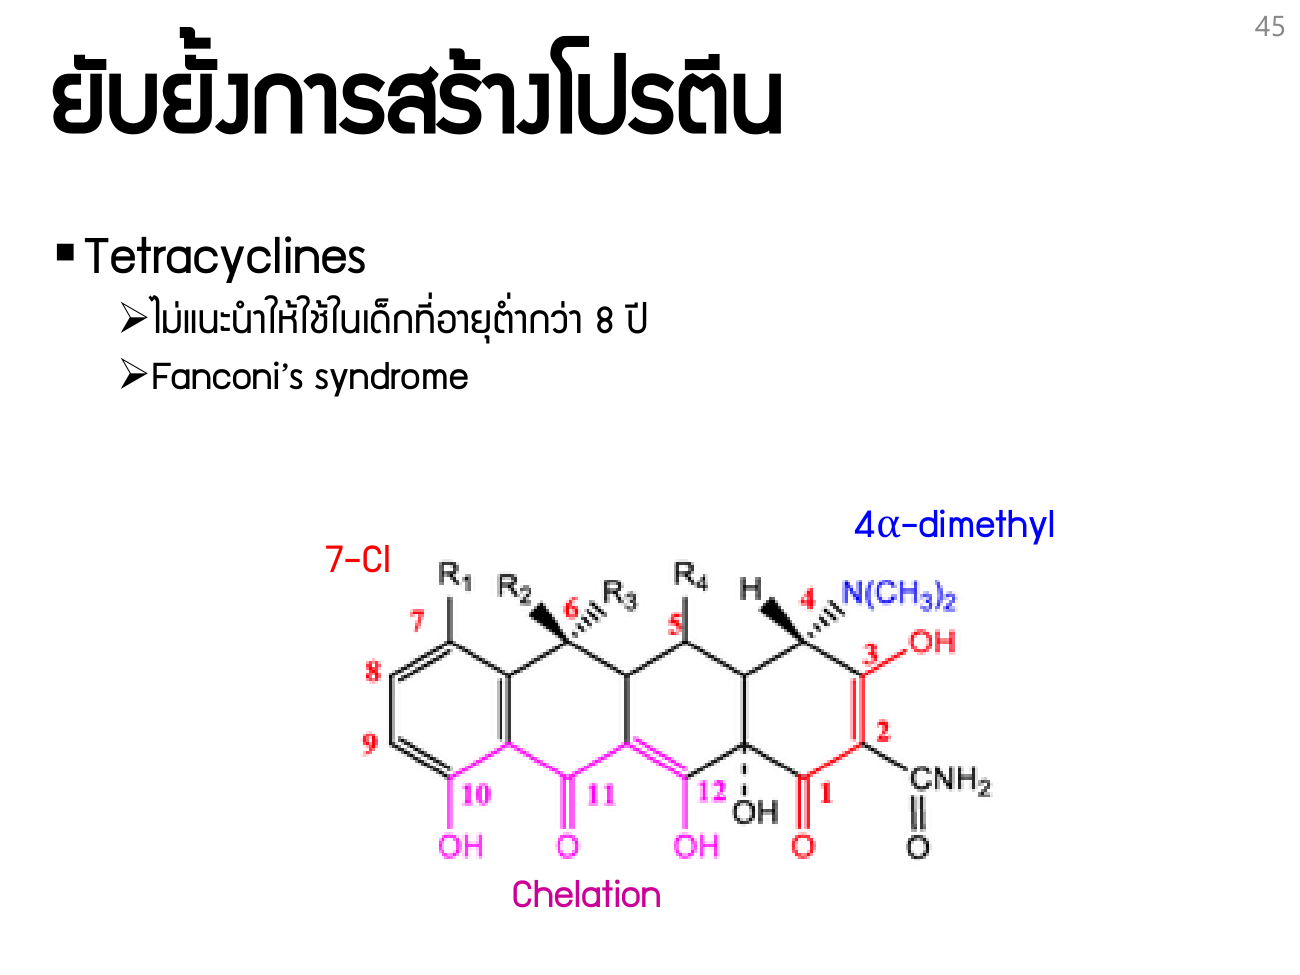 45
ยับยั้งการสร้างโปรตีน
▪ Tetracyclines
➢ไม่แนะนำให้ใช้ในเด็กที่อายุต่ำกว่า 8 ปี
➢Fanconi’s syndrome
4α-dimethyl
7-Cl
R₁ R₂ R₃ R₄ H N(CH₃)₂
7 6 5 4
OH
8 3
9 2
10 11 12 OH 1 CNH₂
OH O OH O O
Chelation